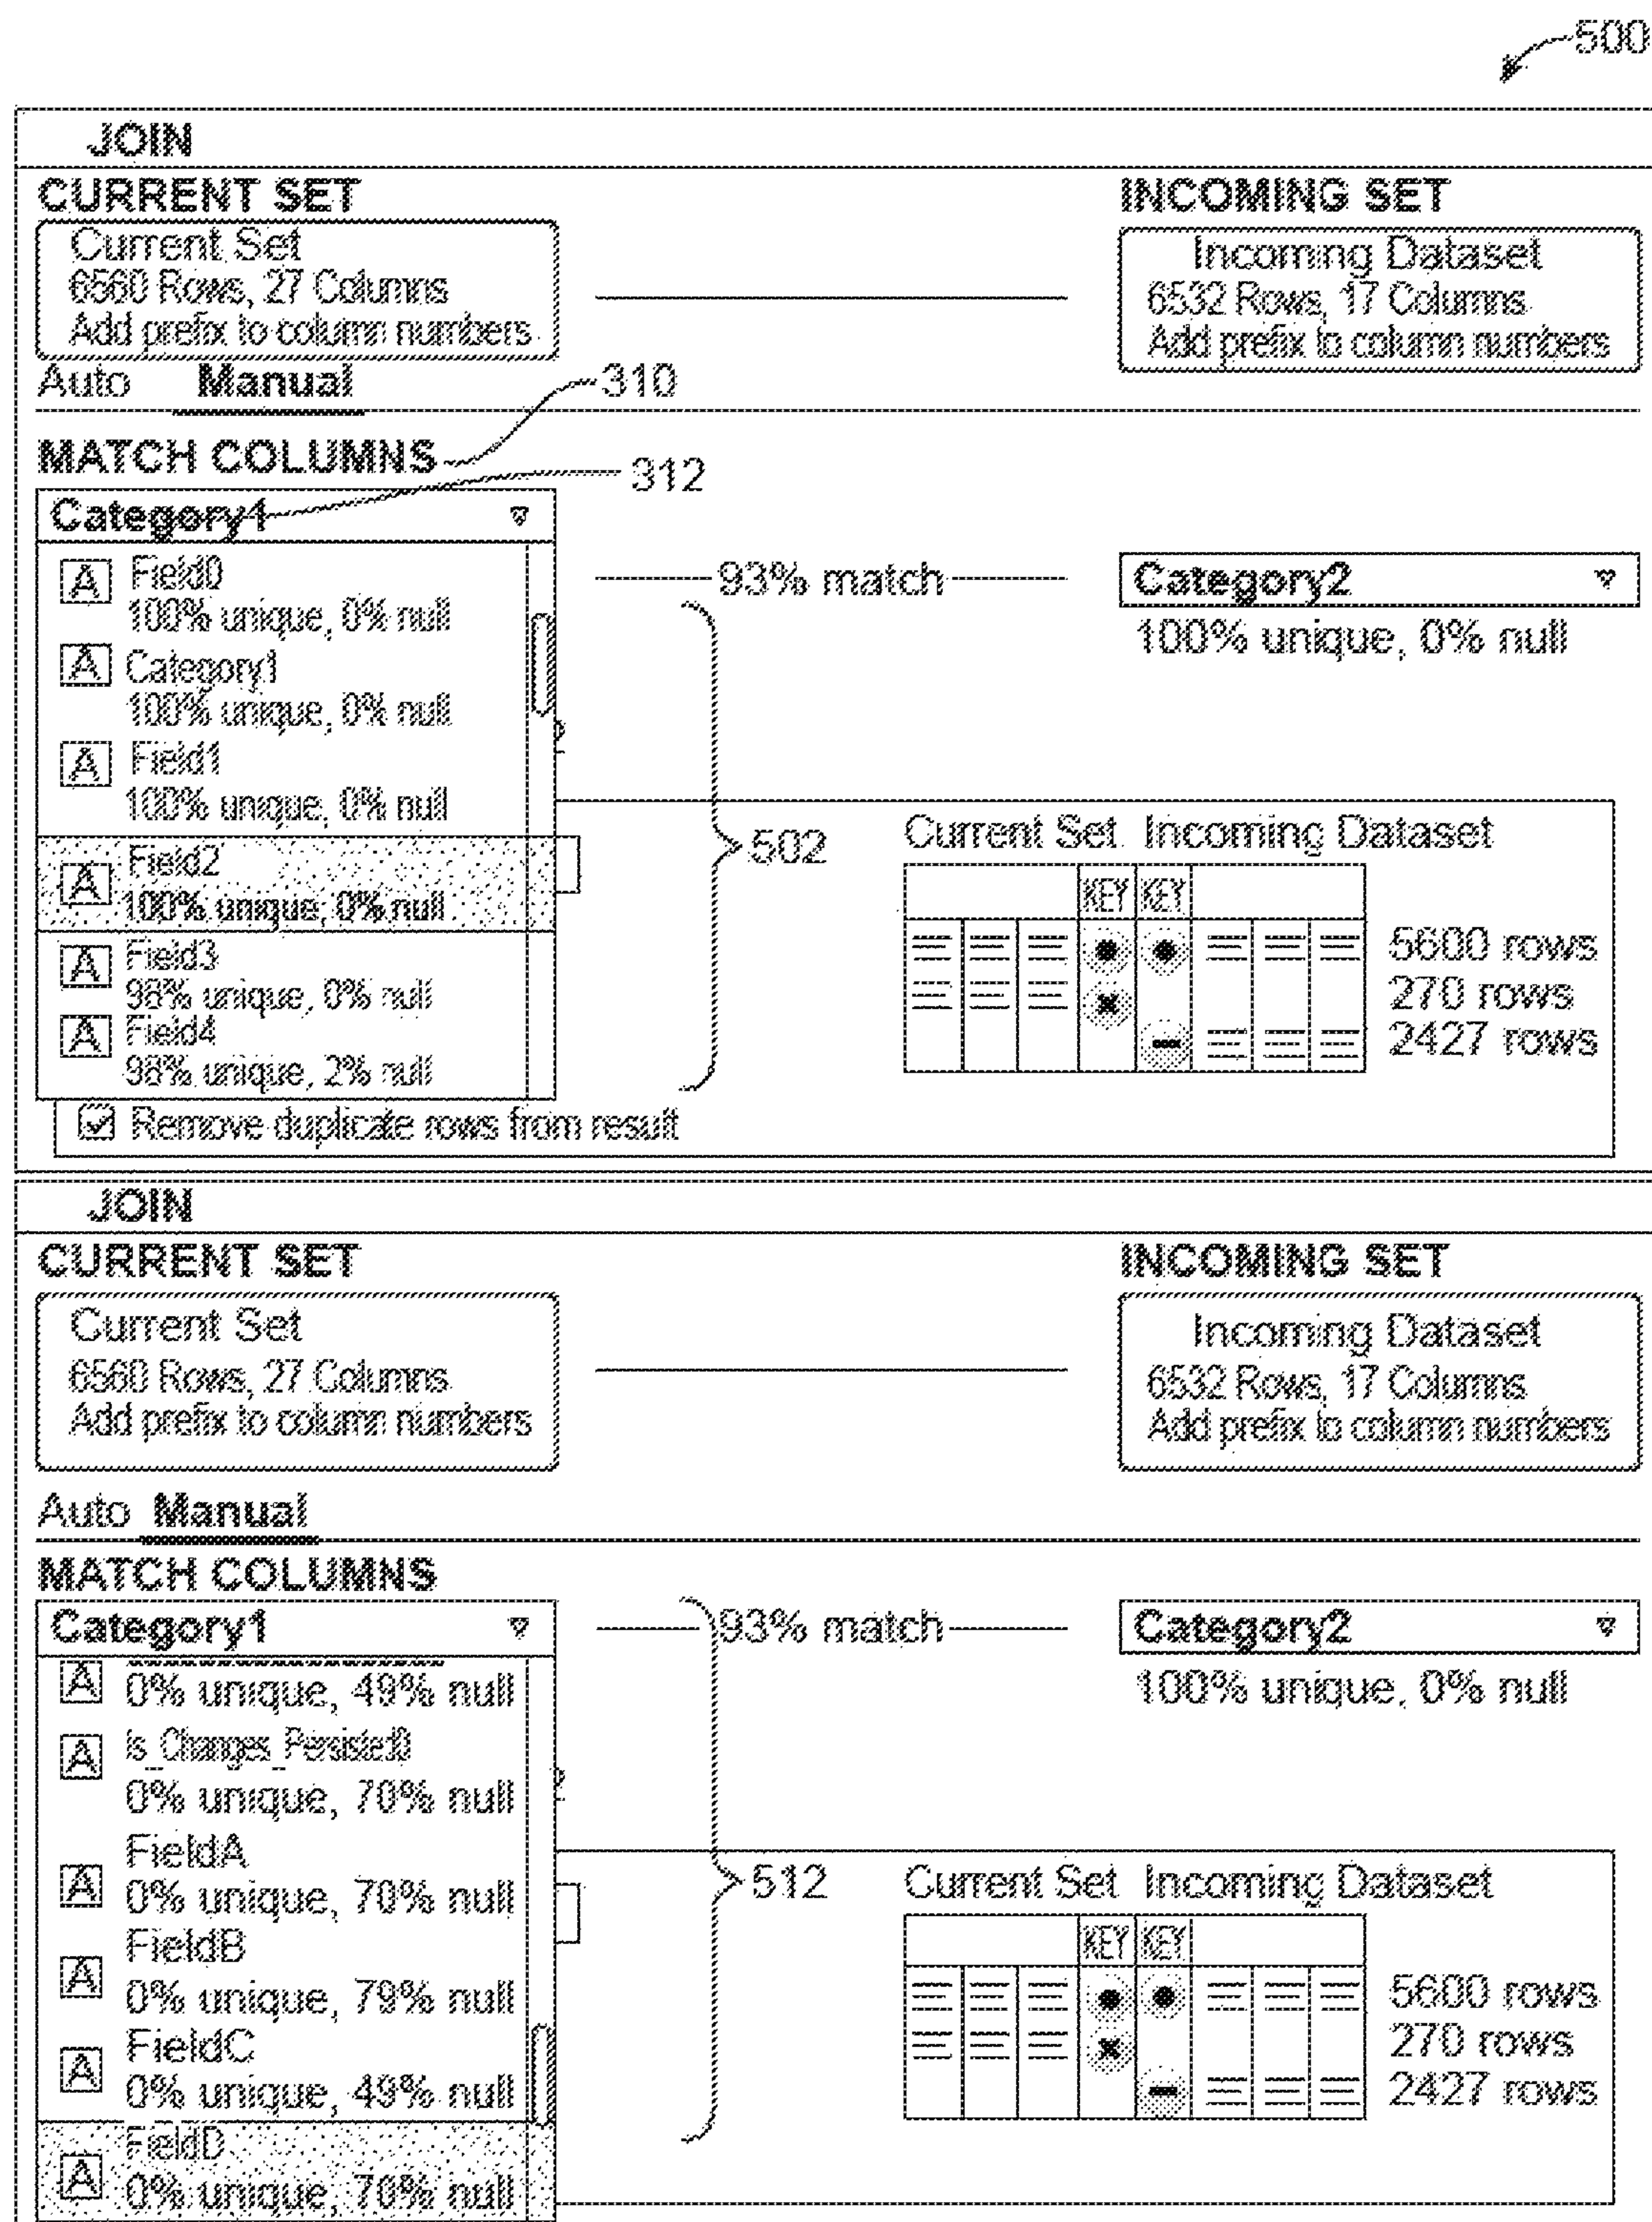 500
JOIN
CURRENT SET
INCOMING SET
Current Set
6560 Rows, 27 Columns
Add prefix to column numbers
Incoming Dataset
6532 Rows, 17 Columns
Add prefix to column numbers
Auto Manual
310
MATCH COLUMNS
312
Category1
A Field0
100% unique, 0% null
A Category1
100% unique, 0% null
A Field1
100% unique, 0% null
A Field2
100% unique, 0% null
A Field3
98% unique, 0% null
A Field4
98% unique, 2% null
93% match
Category2
100% unique, 0% null
502
Current Set Incoming Dataset
KEY KEY
5600 rows
270 rows
2427 rows
Remove duplicate rows from result
JOIN
CURRENT SET
INCOMING SET
Current Set
6560 Rows, 27 Columns
Add prefix to column numbers
Incoming Dataset
6532 Rows, 17 Columns
Add prefix to column numbers
Auto Manual
MATCH COLUMNS
Category1
A
0% unique, 49% null
A Is_Changes_Persisted0
0% unique, 70% null
A FieldA
0% unique, 70% null
A FieldB
0% unique, 79% null
A FieldC
0% unique, 49% null
A FieldD
0% unique, 70% null
93% match
Category2
100% unique, 0% null
512
Current Set Incoming Dataset
KEY KEY
5600 rows
270 rows
2427 rows